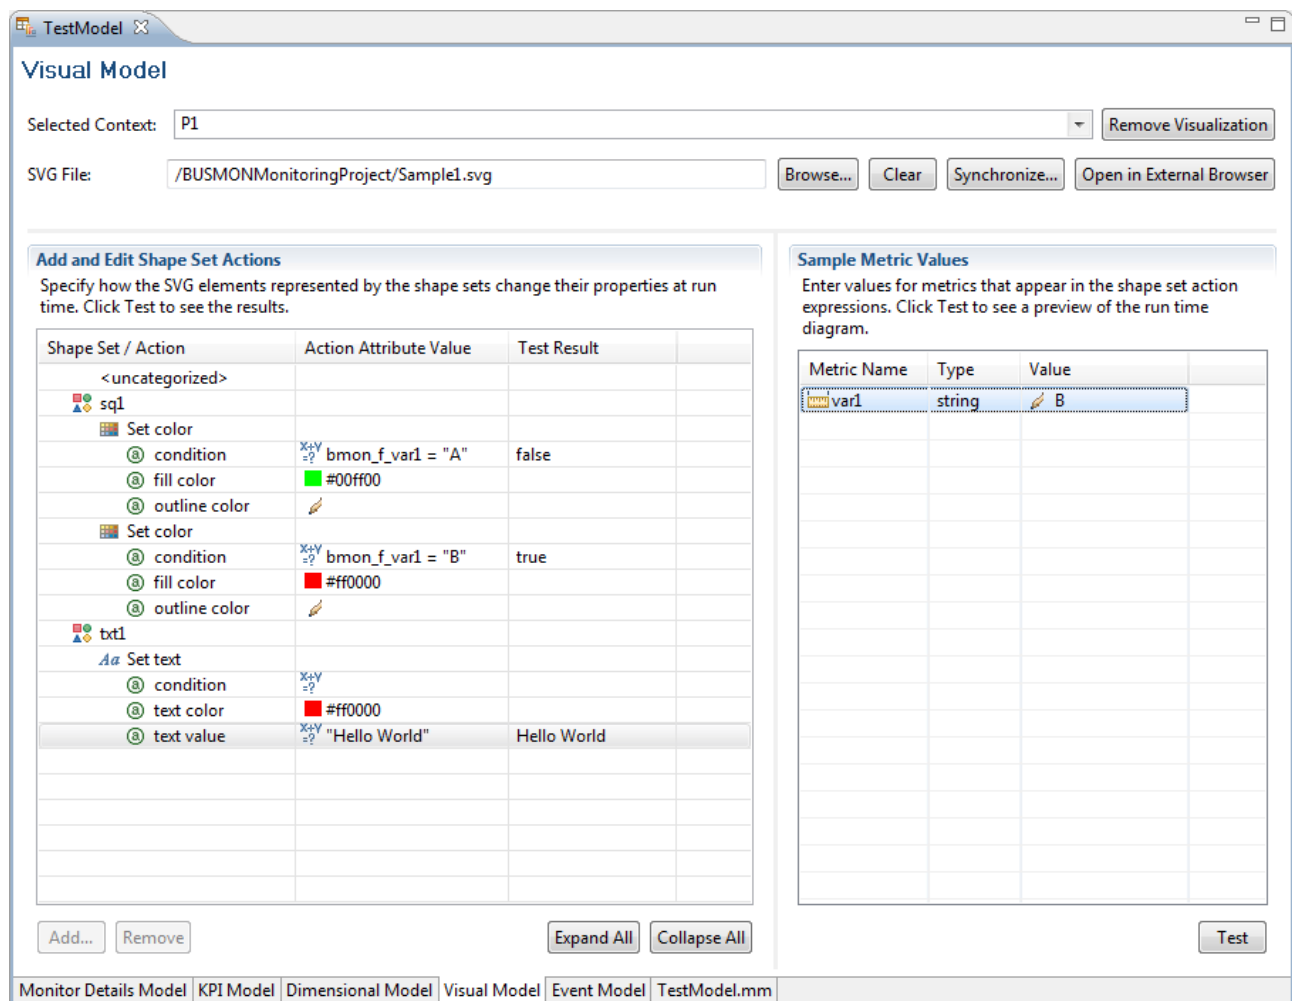 TestModel
Visual Model
Selected Context: P1 Remove Visualization
SVG File: /BUSMONMonitoringProject/Sample1.svg Browse... Clear Synchronize... Open in External Browser
Add and Edit Shape Set Actions
Specify how the SVG elements represented by the shape sets change their properties at run
time. Click Test to see the results.
Shape Set / Action Action Attribute Value Test Result
<uncategorized>
sq1
Set color
condition bmon_f_var1 = "A" false
fill color #00ff00
outline color
Set color
condition bmon_f_var1 = "B" true
fill color #ff0000
outline color
txt1
Aa Set text
condition
text color #ff0000
text value "Hello World" Hello World
Add... Remove Expand All Collapse All
Sample Metric Values
Enter values for metrics that appear in the shape set action
expressions. Click Test to see a preview of the run time
diagram.
Metric Name Type Value
var1 string B
Test
Monitor Details Model KPI Model Dimensional Model Visual Model Event Model TestModel.mm